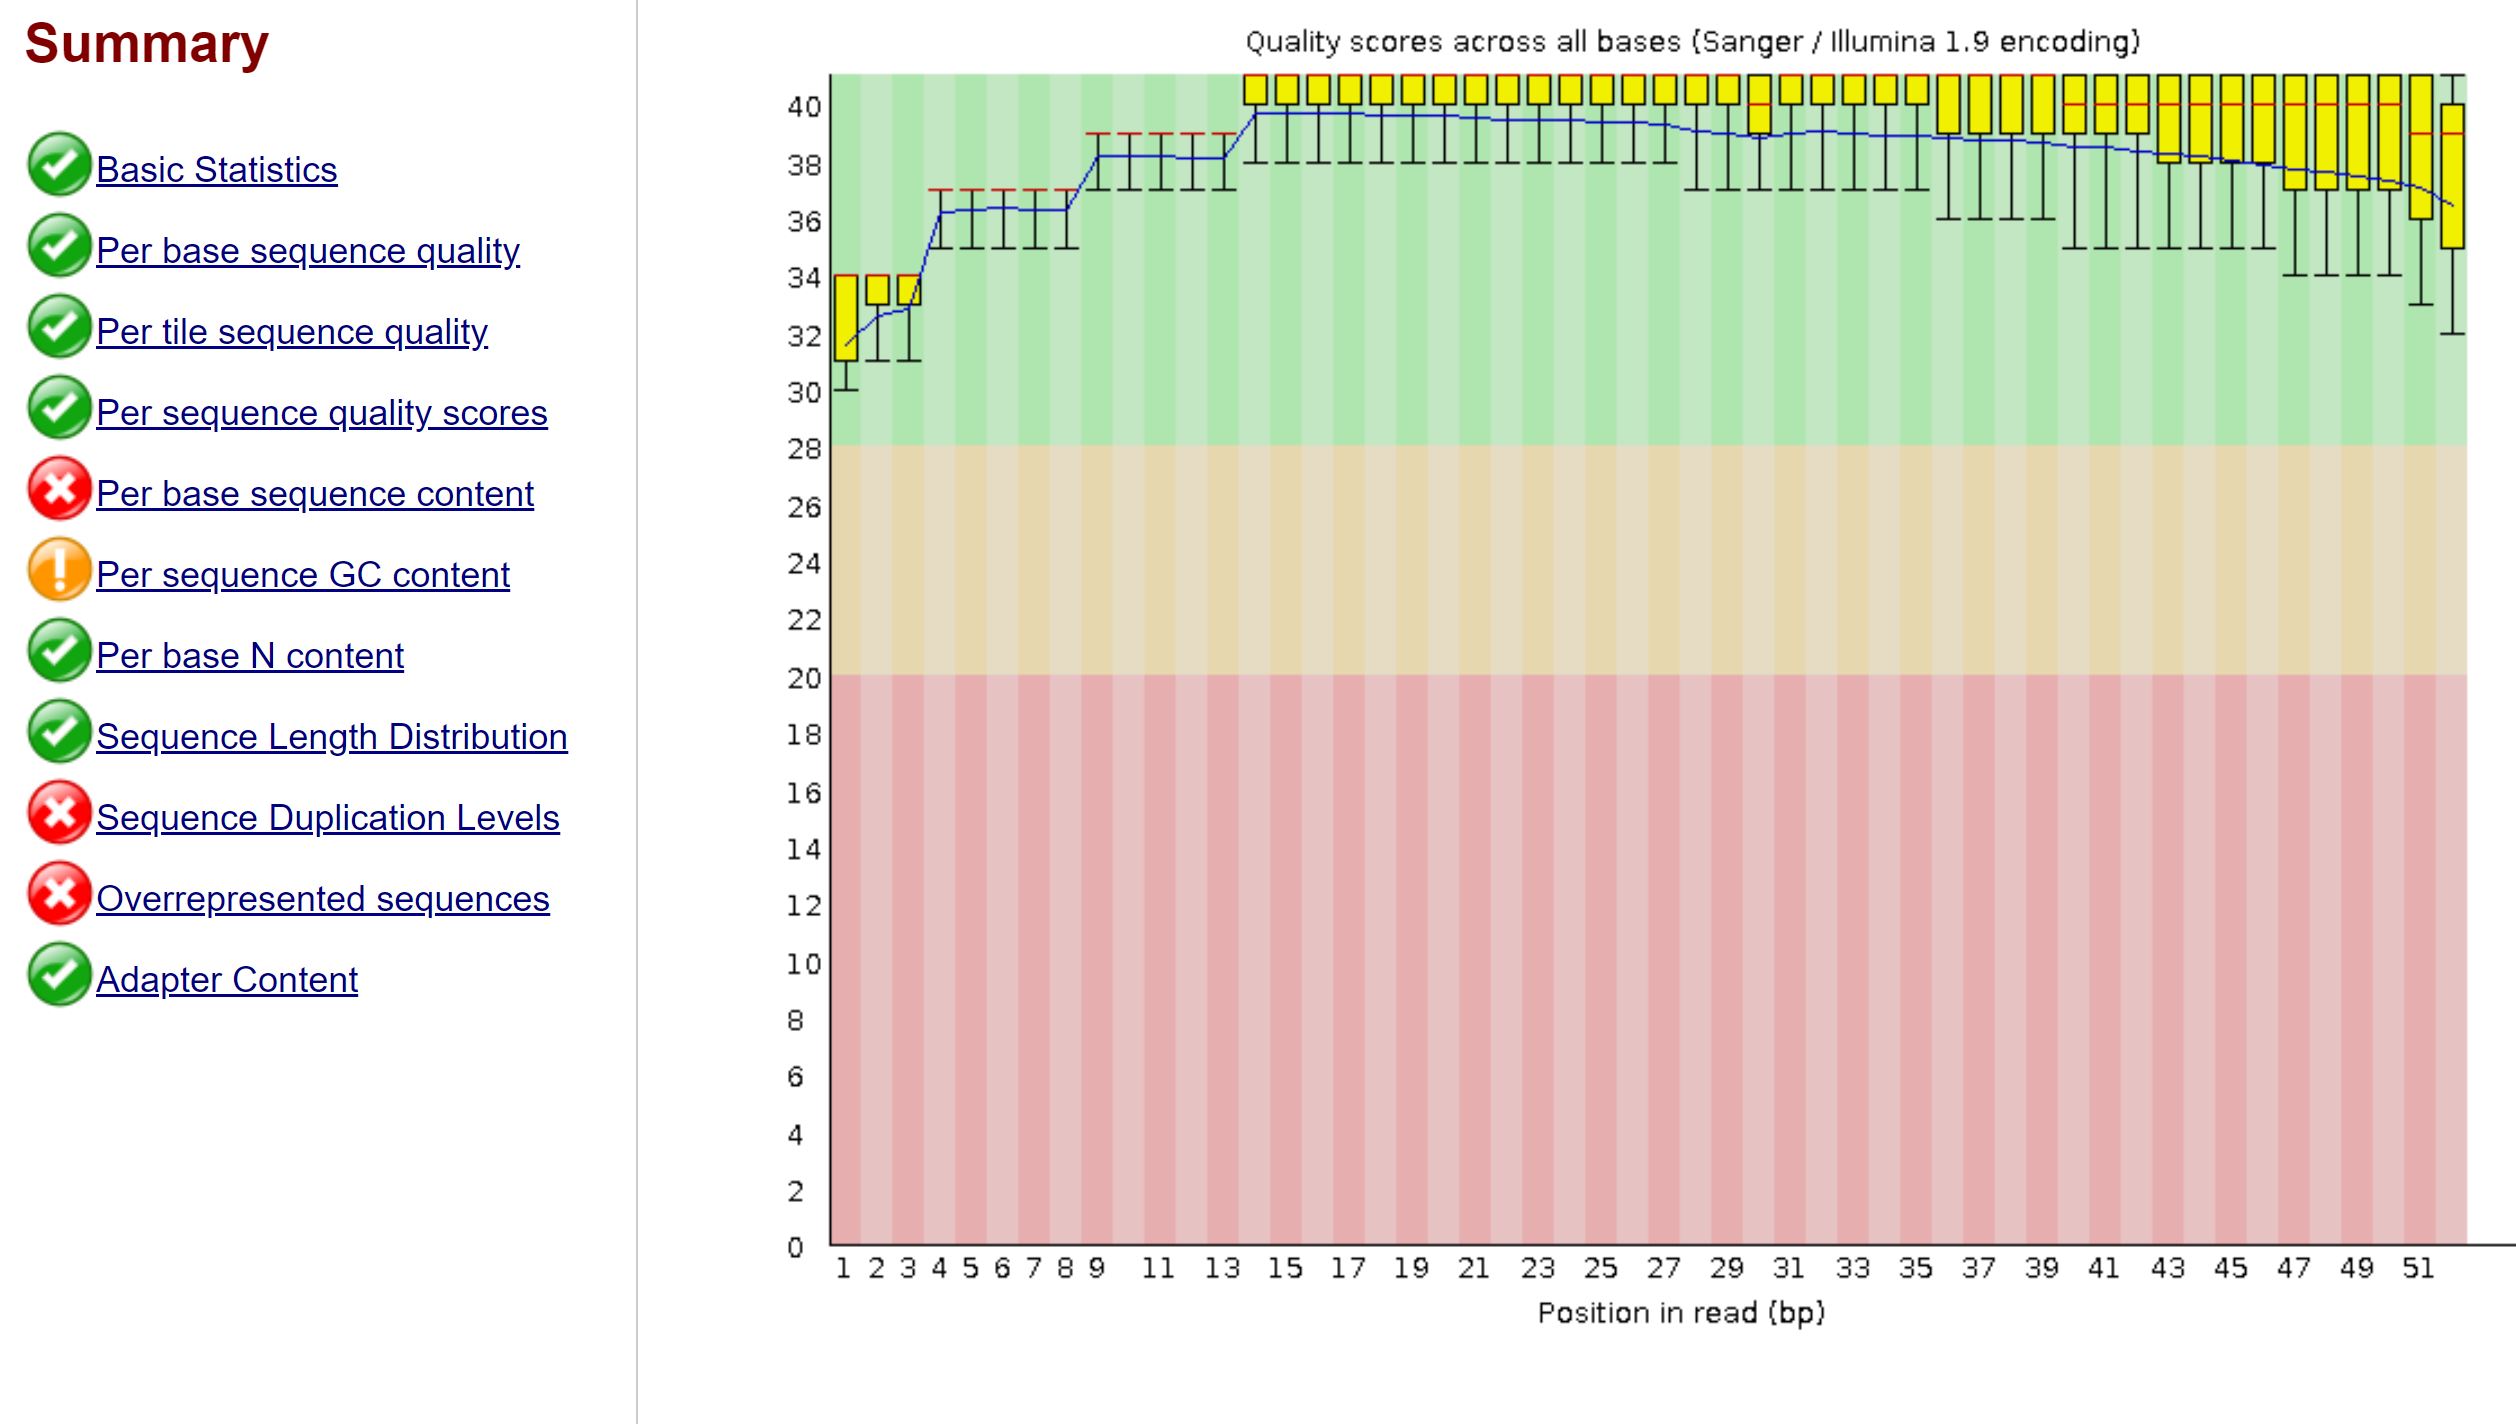 Summary
Basic Statistics
Per base sequence quality
Per tile sequence quality
Per sequence quality scores
Per base sequence content
Per sequence GC content
Per base N content
Sequence Length Distribution
Sequence Duplication Levels
Overrepresented sequences
Adapter Content
Quality scores across all bases (Sanger / Illumina 1.9 encoding)
40
38
36
34
32
30
28
26
24
22
20
18
16
14
12
10
8
6
4
2
0
1 2 3 4 5 6 7 8 9 11 13 15 17 19 21 23 25 27 29 31 33 35 37 39 41 43 45 47 49 51
Position in read (bp)